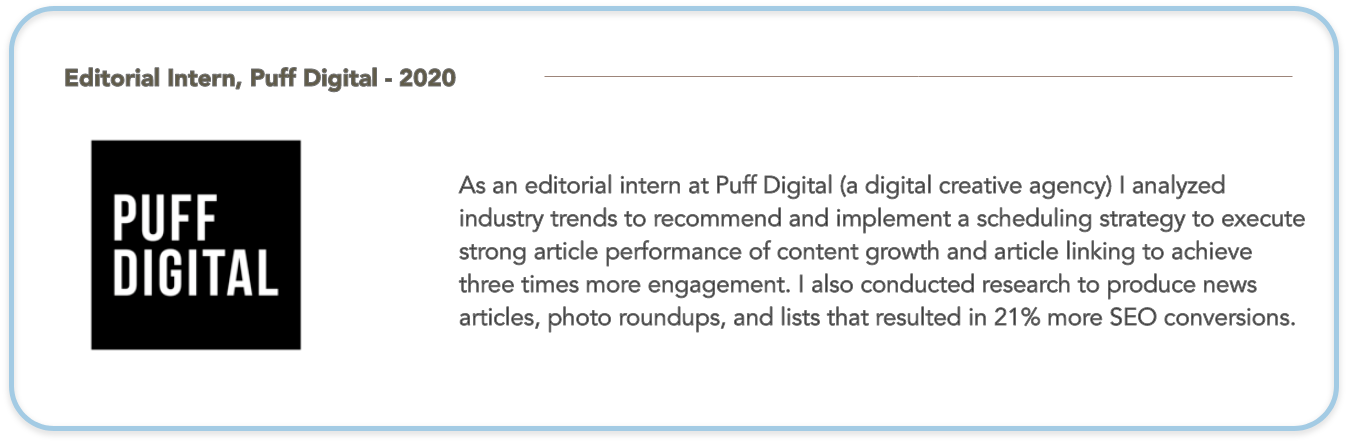 Editorial Intern, Puff Digital - 2020
PUFF
DIGITAL
As an editorial intern at Puff Digital (a digital creative agency) I analyzed
industry trends to recommend and implement a scheduling strategy to execute
strong article performance of content growth and article linking to achieve
three times more engagement. I also conducted research to produce news
articles, photo roundups, and lists that resulted in 21% more SEO conversions.